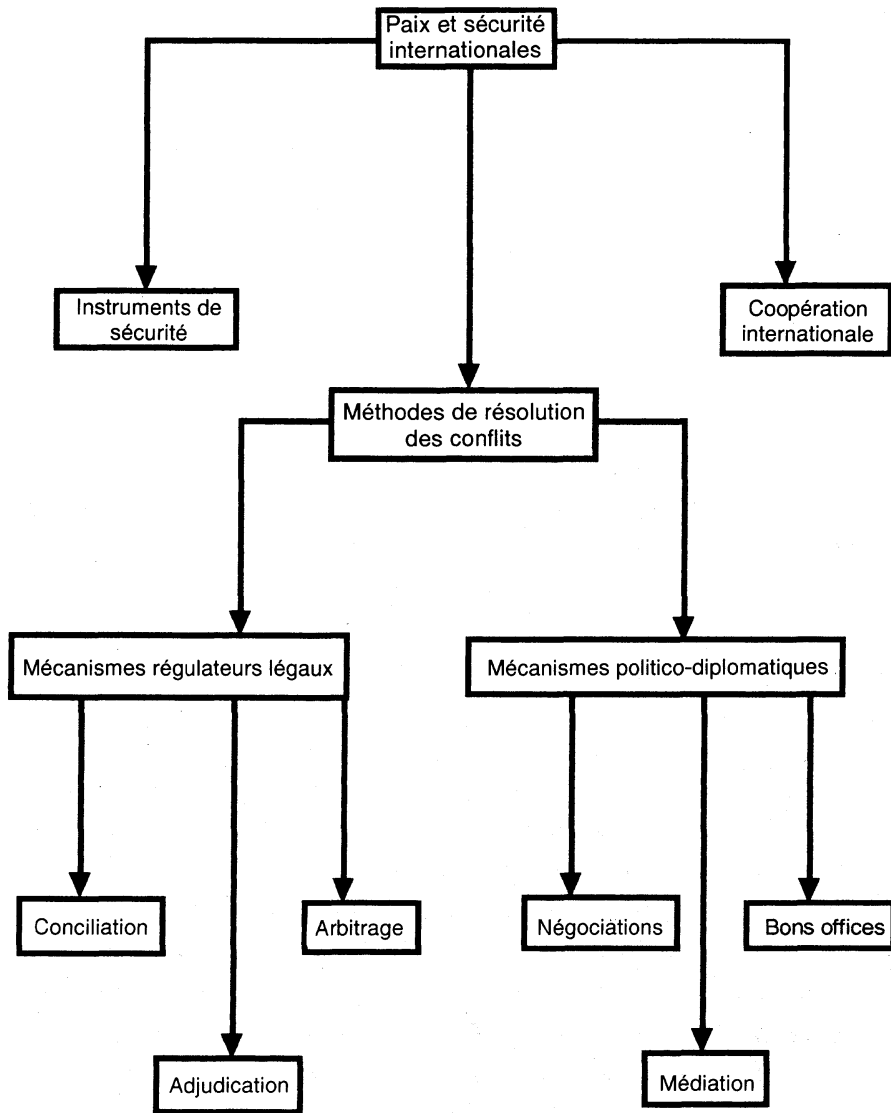 Paix et sécurité
internationales
Instruments de
sécurité
Coopération
internationale
Méthodes de résolution
des conflits
Mécanismes régulateurs légaux
Mécanismes politico-diplomatiques
Conciliation
Arbitrage
Négociations
Bons offices
Adjudication
Médiation